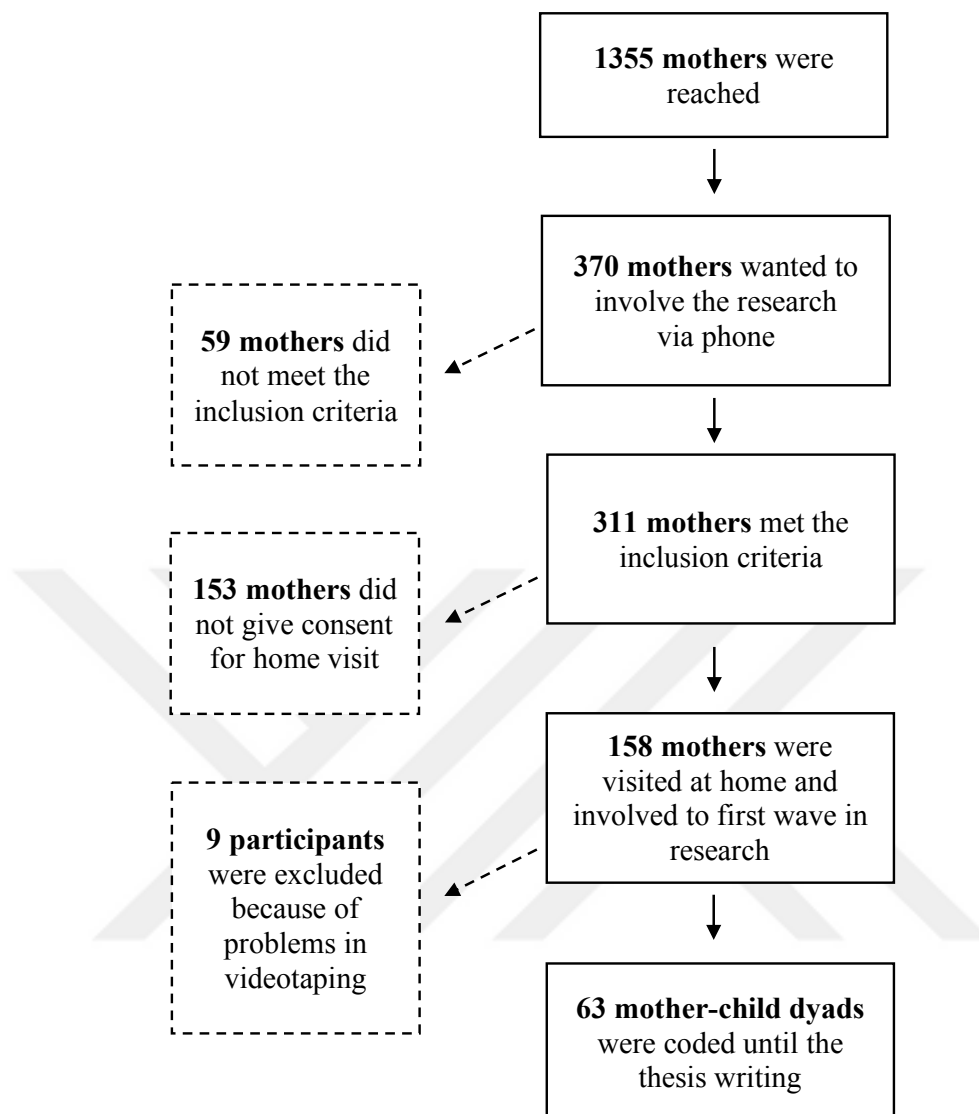 1355 mothers were
reached
370 mothers wanted to
involve the research
via phone
59 mothers did
not meet the
inclusion criteria
311 mothers met the
inclusion criteria
153 mothers did
not give consent
for home visit
158 mothers were
visited at home and
involved to first wave in
research
9 participants
were excluded
because of
problems in
videotaping
63 mother-child dyads
were coded until the
thesis writing